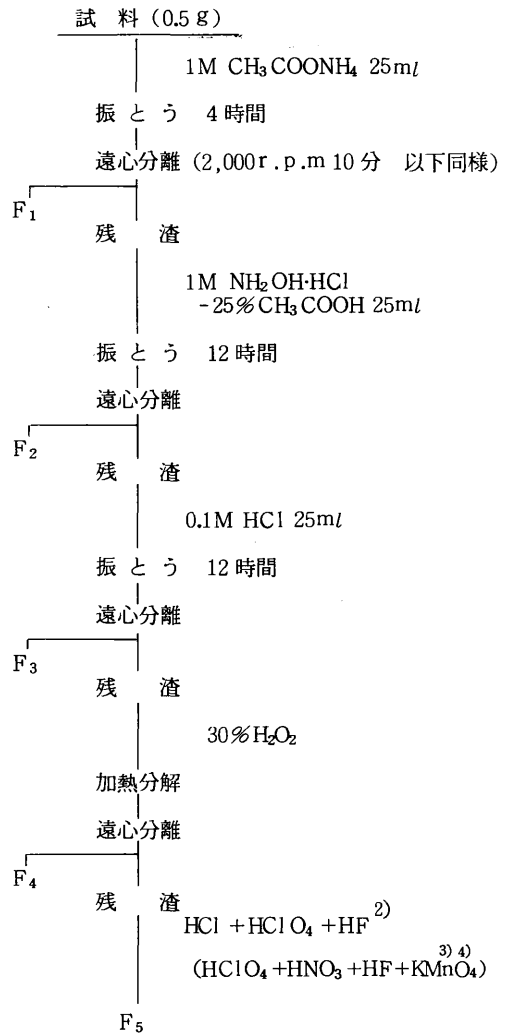 試 料 (0.5g)
1M CH₃COONH₄ 25ml
振とう 4時間
遠心分離 (2,000r.p.m 10分 以下同様)
F₁
残 渣
1M NH₂OH·HCl
-25%CH₃COOH 25ml
振とう 12時間
遠心分離
F₂
残 渣
0.1M HCl 25ml
振とう 12時間
遠心分離
F₃
残 渣
30%H₂O₂
加熱分解
遠心分離
F₄
残 渣
HCl+HClO₄+HF 2)
(HClO₄+HNO₃+HF+KMnO₄) 3) 4)
F₅